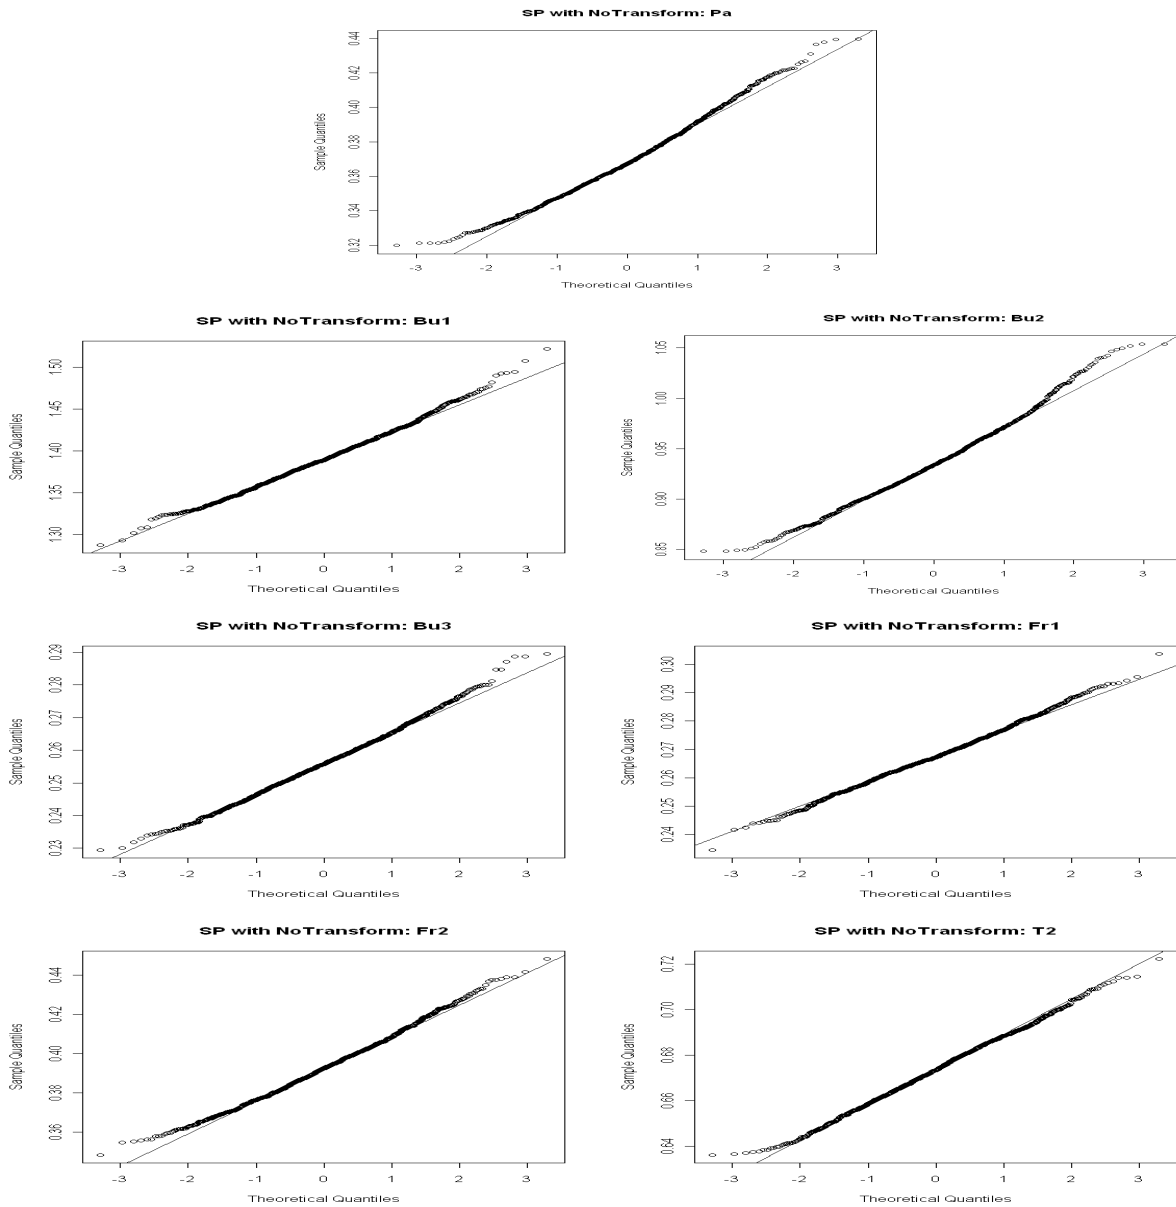 SP with NoTransform: Pa
Sample Quantiles
0.44
0.42
0.40
0.38
0.36
0.34
0.32
-3 -2 -1 0 1 2 3
Theoretical Quantiles
SP with NoTransform: Bu1
Sample Quantiles
1.50
1.45
1.40
1.35
1.30
-3 -2 -1 0 1 2 3
Theoretical Quantiles
SP with NoTransform: Bu2
Sample Quantiles
1.05
1.00
0.95
0.90
0.85
-3 -2 -1 0 1 2 3
Theoretical Quantiles
SP with NoTransform: Bu3
Sample Quantiles
0.29
0.28
0.27
0.26
0.25
0.24
0.23
-3 -2 -1 0 1 2 3
Theoretical Quantiles
SP with NoTransform: Fr1
Sample Quantiles
0.30
0.29
0.28
0.27
0.26
0.25
0.24
-3 -2 -1 0 1 2 3
Theoretical Quantiles
SP with NoTransform: Fr2
Sample Quantiles
0.44
0.42
0.40
0.38
0.36
-3 -2 -1 0 1 2 3
Theoretical Quantiles
SP with NoTransform: T2
Sample Quantiles
0.72
0.70
0.68
0.66
0.64
-3 -2 -1 0 1 2 3
Theoretical Quantiles